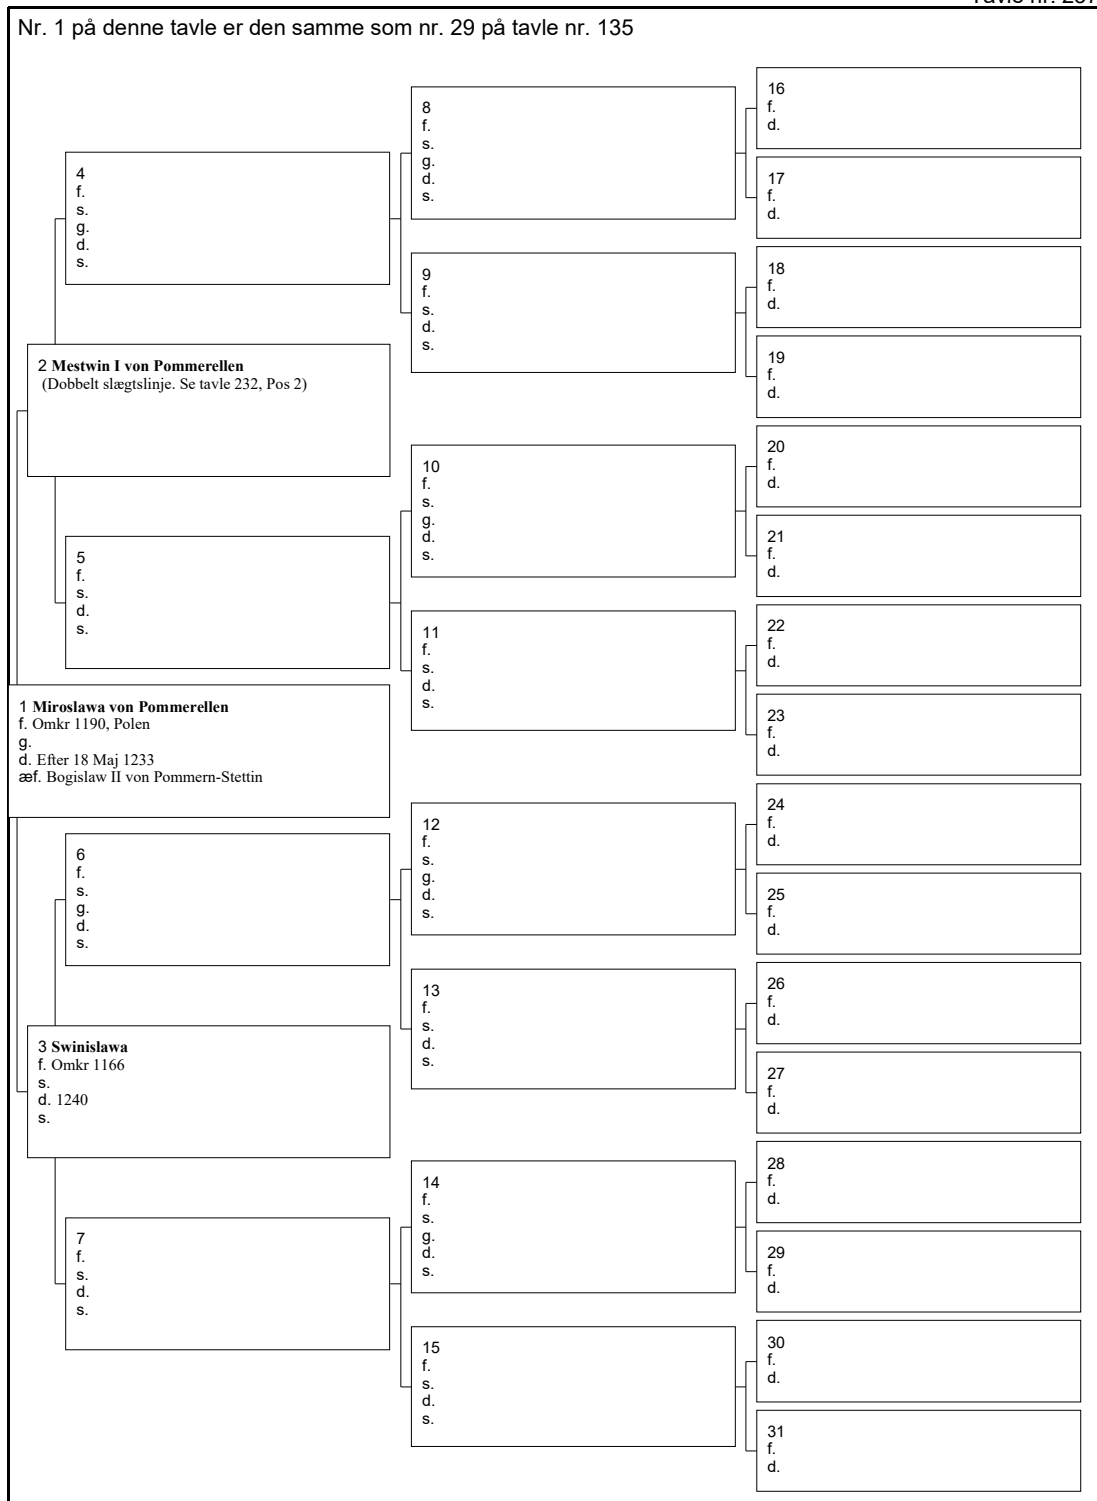 Nr. 1 på denne tavle er den samme som nr. 29 på tavle nr. 135
16
f.
d.
8
f.
s.
g.
d.
s.
17
f.
d.
4
f.
s.
g.
d.
s.
18
f.
d.
9
f.
s.
d.
s.
19
f.
d.
2 Mestwin I von Pommerellen
(Dobbelt slægtslinje. Se tavle 232, Pos 2)
20
f.
d.
10
f.
s.
g.
d.
s.
21
f.
d.
5
f.
s.
d.
s.
22
f.
d.
11
f.
s.
d.
s.
23
f.
d.
1 Miroslawa von Pommerellen
f. Omkr 1190, Polen
g.
d. Efter 18 Maj 1233
æf. Bogislaw II von Pommern-Stettin
24
f.
d.
12
f.
s.
g.
d.
s.
25
f.
d.
6
f.
s.
g.
d.
s.
26
f.
d.
13
f.
s.
d.
s.
27
f.
d.
3 Swinislawa
f. Omkr 1166
s.
d. 1240
s.
28
f.
d.
14
f.
s.
g.
d.
s.
29
f.
d.
7
f.
s.
d.
s.
30
f.
d.
15
f.
s.
d.
s.
31
f.
d.